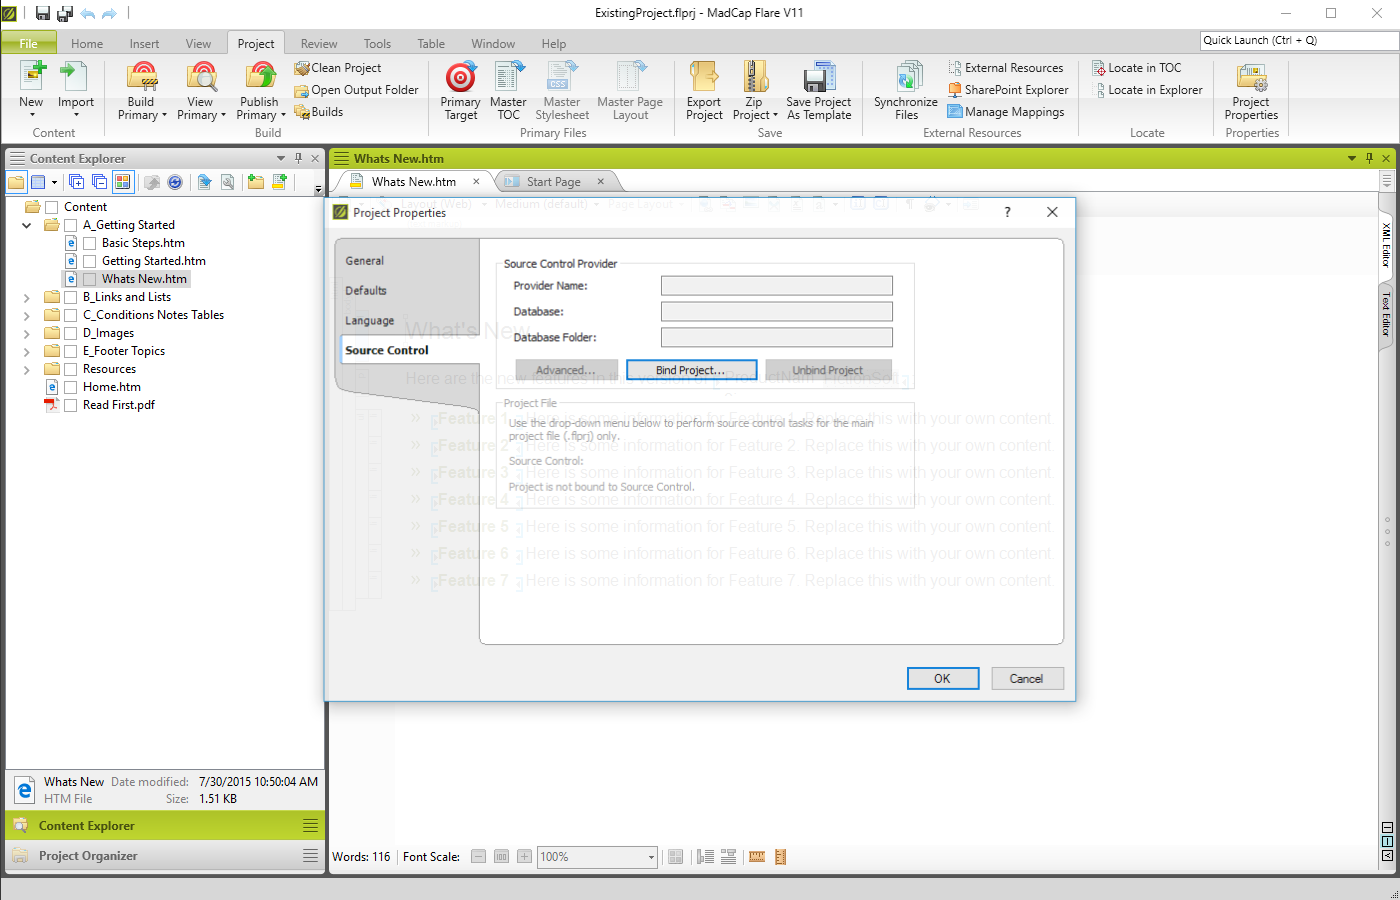 ExistingProject.flprj - MadCap Flare V11
File Home Insert View Project Review Tools Table Window Help
Quick Launch (Ctrl + Q)
New
Import
Content
Build Primary
View Primary
Publish Primary
Clean Project
Open Output Folder
Builds
Build
Primary Target
Master TOC
Master Stylesheet
Master Page Layout
Primary Files
Export Project
Zip Project
Save Project As Template
Save
Synchronize Files
External Resources
SharePoint Explorer
Manage Mappings
External Resources
Locate in TOC
Locate in Explorer
Locate
Project Properties
Properties
Content Explorer
Content
A_Getting Started
Basic Steps.htm
Getting Started.htm
Whats New.htm
B_Links and Lists
C_Conditions Notes Tables
D_Images
E_Footer Topics
Resources
Home.htm
Read First.pdf
Whats New Date modified: 7/30/2015 10:50:04 AM
HTM File Size: 1.51 KB
Content Explorer
Project Organizer
Whats New.htm
Whats New.htm
Start Page
Layout (Web) Medium (default) Page Layout
Project Properties
General
Defaults
Language
Source Control
Source Control Provider
Provider Name:
Database:
Database Folder:
Advanced...
Bind Project...
Unbind Project
Project File
Use the drop-down menu below to perform source control tasks for the main
project file (.flprj) only.
Source Control:
Project is not bound to Source Control.
OK
Cancel
What's New
Here are the new features in this version of
Feature 1 Here is some information for Feature 1. Replace this with your own content.
Feature 2 Here is some information for Feature 2. Replace this with your own content.
Feature 3 Here is some information for Feature 3. Replace this with your own content.
Feature 4 Here is some information for Feature 4. Replace this with your own content.
Feature 5 Here is some information for Feature 5. Replace this with your own content.
Feature 6 Here is some information for Feature 6. Replace this with your own content.
Feature 7 Here is some information for Feature 7. Replace this with your own content.
XML Editor
Text Editor
Words: 116 Font Scale: 100%